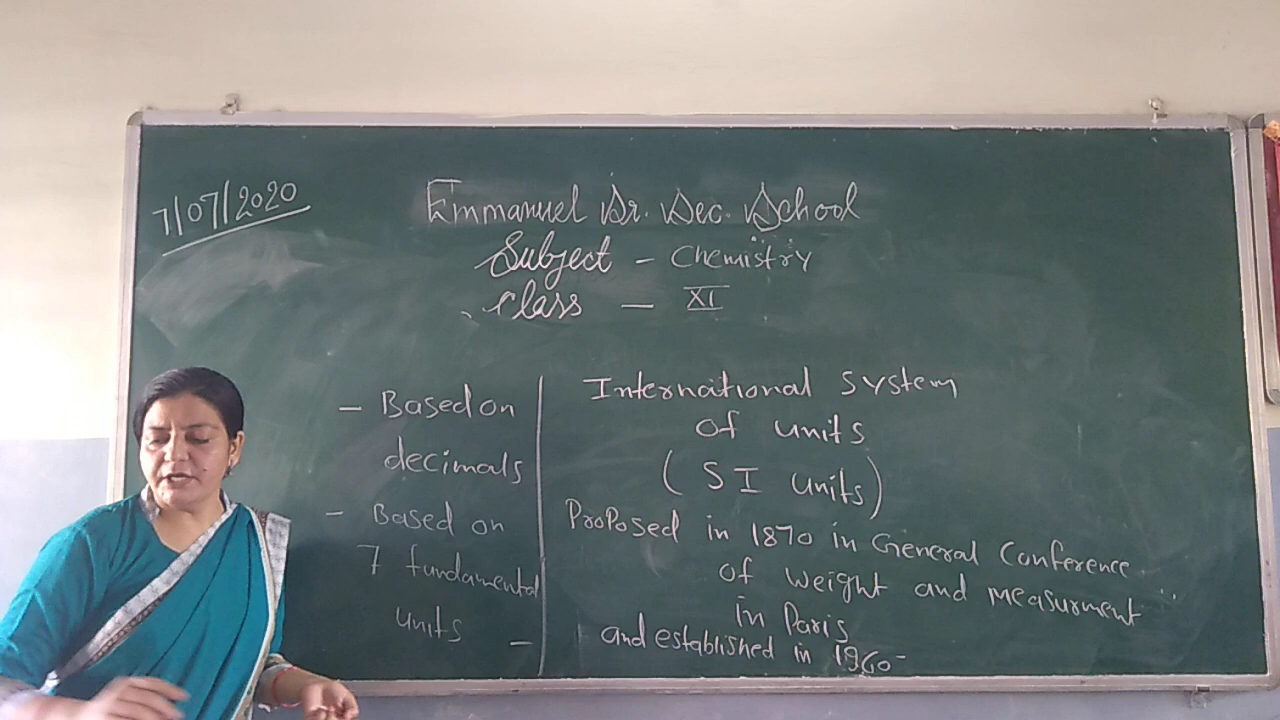 7/07/2020
Emmanuel Sr. Sec. School
Subject - Chemistry
Class - XI
- Based on
decimals
- Based on
7 fundamental
units -
International System
of units
(SI units)
Proposed in 1870 in General Conference
of weight and measurment "
in Paris
and established in 1960-